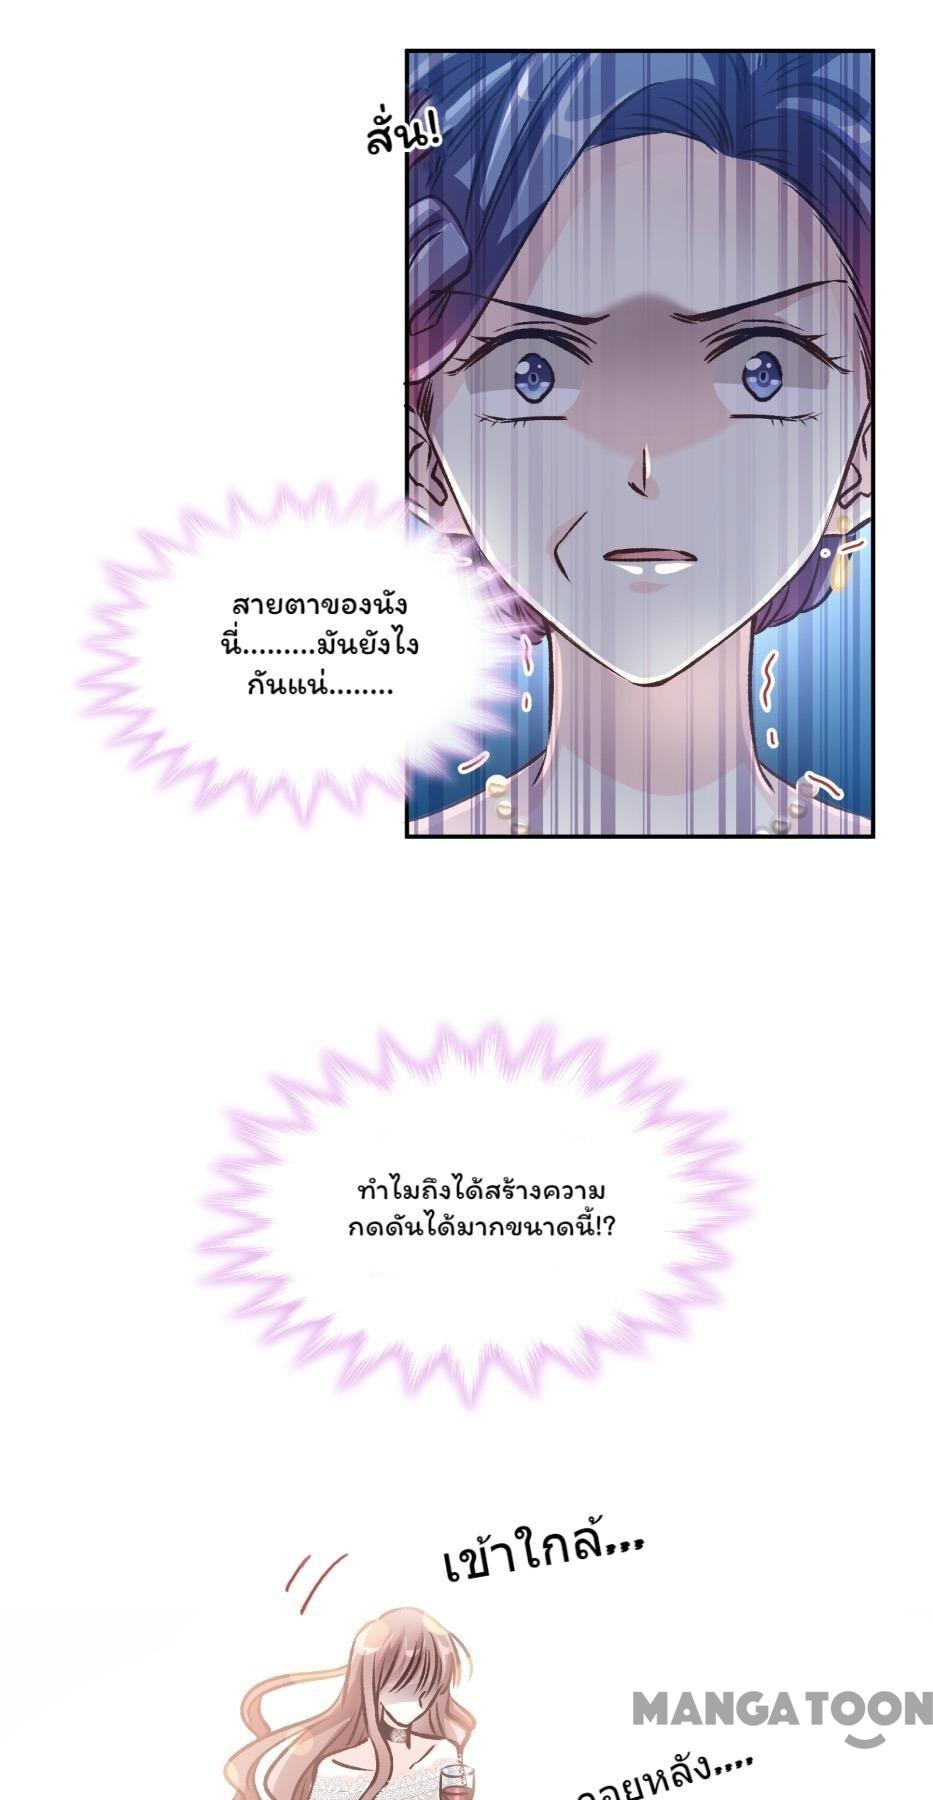 สั่น!
สายตาของนัง
นี่.........มันยังไง
กันแน่........
ทำไมถึงได้สร้างความ
กดดันได้มากขนาดนี้!?
เข้าใกล้...
MANGATOON